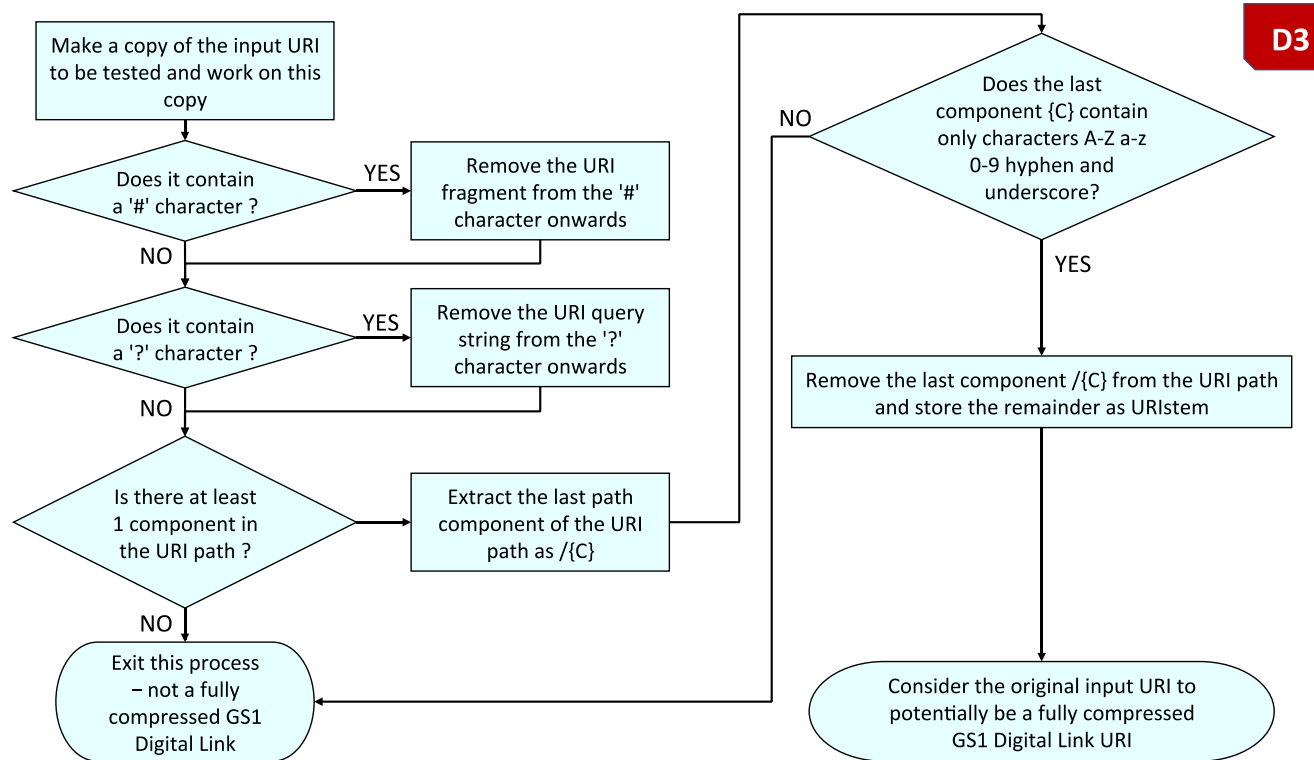 D3
Make a copy of the input URI
to be tested and work on this
copy
Does it contain
a '#' character ?
YES
Remove the URI
fragment from the '#'
character onwards
NO
Does it contain
a '?' character ?
YES
Remove the URI query
string from the '?'
character onwards
NO
Is there at least
1 component in
the URI path ?
Extract the last path
component of the URI
path as /{C}
NO
Exit this process
– not a fully
compressed GS1
Digital Link
Does the last
component {C} contain
only characters A-Z a-z
0-9 hyphen and
underscore?
NO
YES
Remove the last component /{C} from the URI path
and store the remainder as URIstem
Consider the original input URI to
potentially be a fully compressed
GS1 Digital Link URI